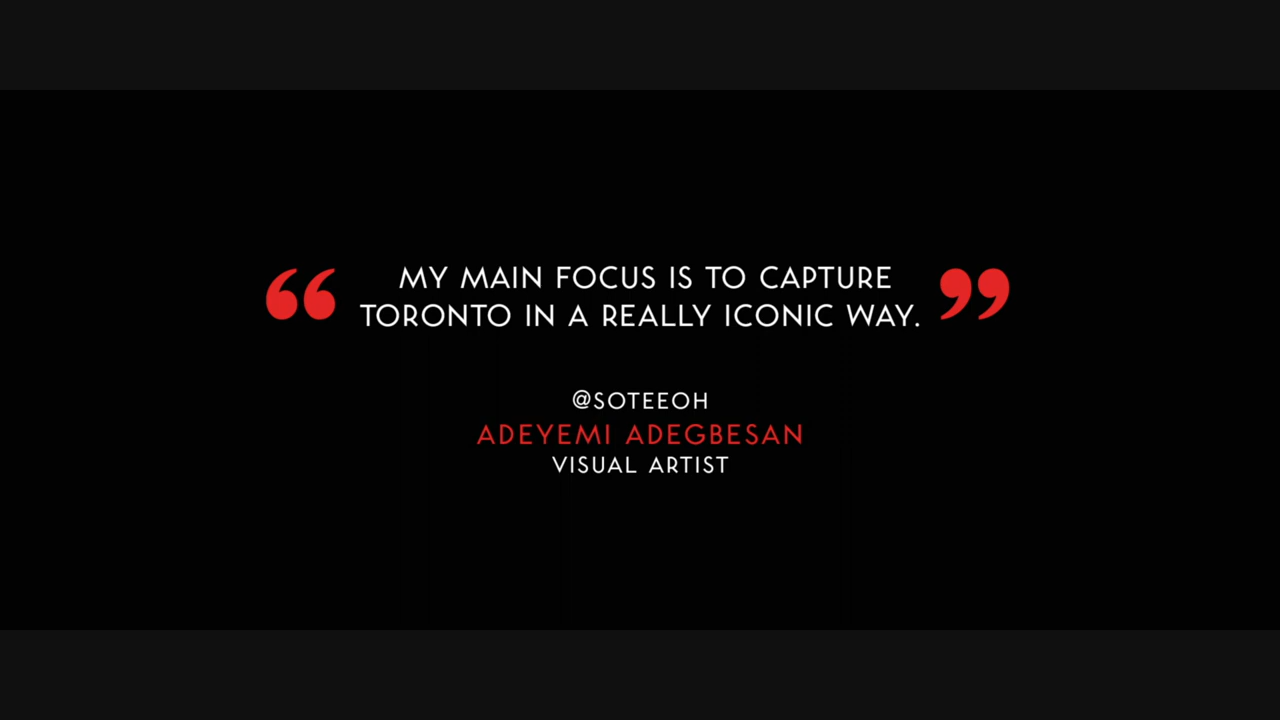 “ MY MAIN FOCUS IS TO CAPTURE
TORONTO IN A REALLY ICONIC WAY. ”
@SOTEEOH
ADEYEMI ADEGBESAN
VISUAL ARTIST